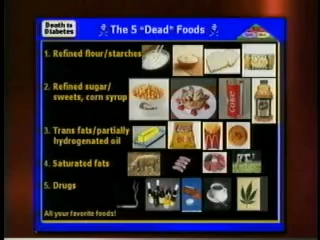 Death to
Diabetes
The 5 "Dead" Foods
1. Refined flour/starches
2. Refined sugar/
sweets, corn syrup
Coke
3. Trans fats/partially
hydrogenated oil
4. Saturated fats
5. Drugs
All your favorite foods!